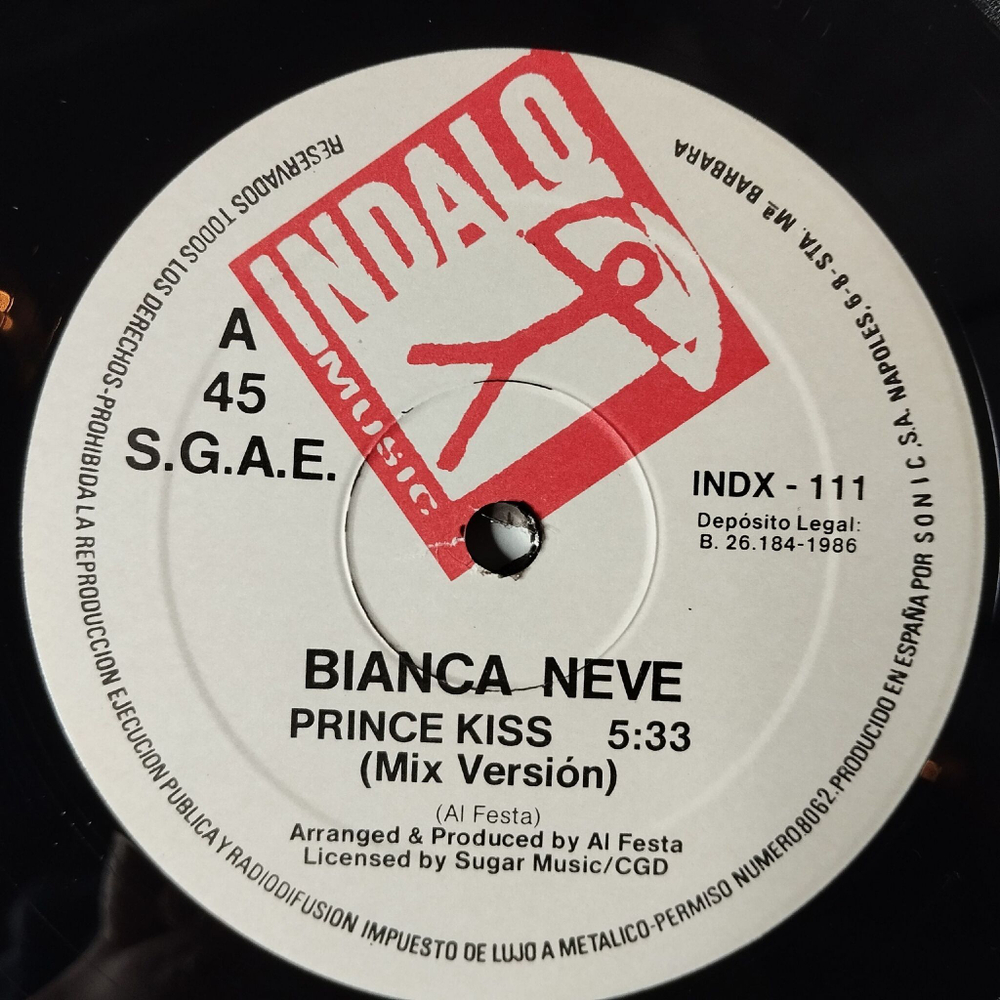 INDALO
MUSIC
A
45
S.G.A.E.
INDX - 111
Depósito Legal:
B. 26.184-1986
BIANCA NEVE
PRINCE KISS 5:33
(Mix Versión)
(Al Festa)
Arranged & Produced by Al Festa
Licensed by Sugar Music/CGD
RESERVADOS TODOS LOS DERECHOS-PROHIBIDA LA REPRODUCCION EJECUCION PUBLICA Y RADIODIFUSION IMPUESTO DE LUJO A METALICO-PERMISO NUMERO 8062.PRODUCIDO EN ESPAÑA POR SONIC, S.A. NAPOLES, 6-8-STA. Mª BARBARA